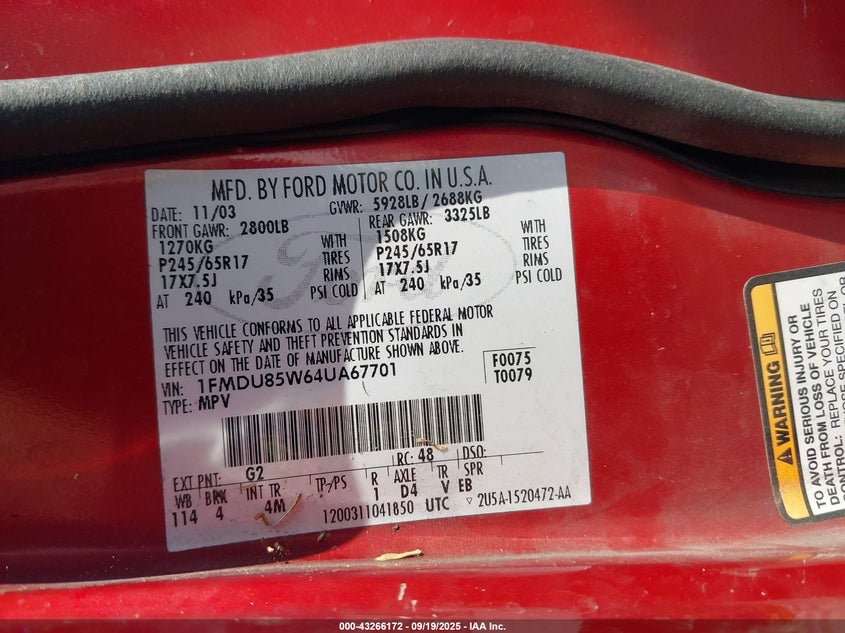 MFD. BY FORD MOTOR CO. IN U.S.A.
DATE: 11/03 GVWR: 5928LB/ 2688KG
FRONT GAWR: 2800LB REAR GAWR: 3325LB
1270KG WITH 1508KG WITH
P245/65R17 TIRES P245/65R17 TIRES
17X7.5J RIMS 17X7.5J RIMS
AT 240 kPa/35 PSI COLD AT 240 kPa/35 PSI COLD
Ford
THIS VEHICLE CONFORMS TO ALL APPLICABLE FEDERAL MOTOR
VEHICLE SAFETY AND THEFT PREVENTION STANDARDS IN
EFFECT ON THE DATE OF MANUFACTURE SHOWN ABOVE.
VIN: 1FMDU85W64UA67701 F0075
TYPE: MPV T0079
EXT PNT: G2 RC: 48 DSO:
WB BRK INT TR TP/PS R AXLE TR SPR
114 4 4M 1 D4 V EB
1200311041850 UTC ▽ 2U5A-1520472-AA
WARNING
TO AVOID SERIOUS INJURY OR
DEATH FROM LOSS OF VEHICLE
CONTROL: REPLACE YOUR TIRES
000-43266172 - 09/19/2025 - IAA Inc.